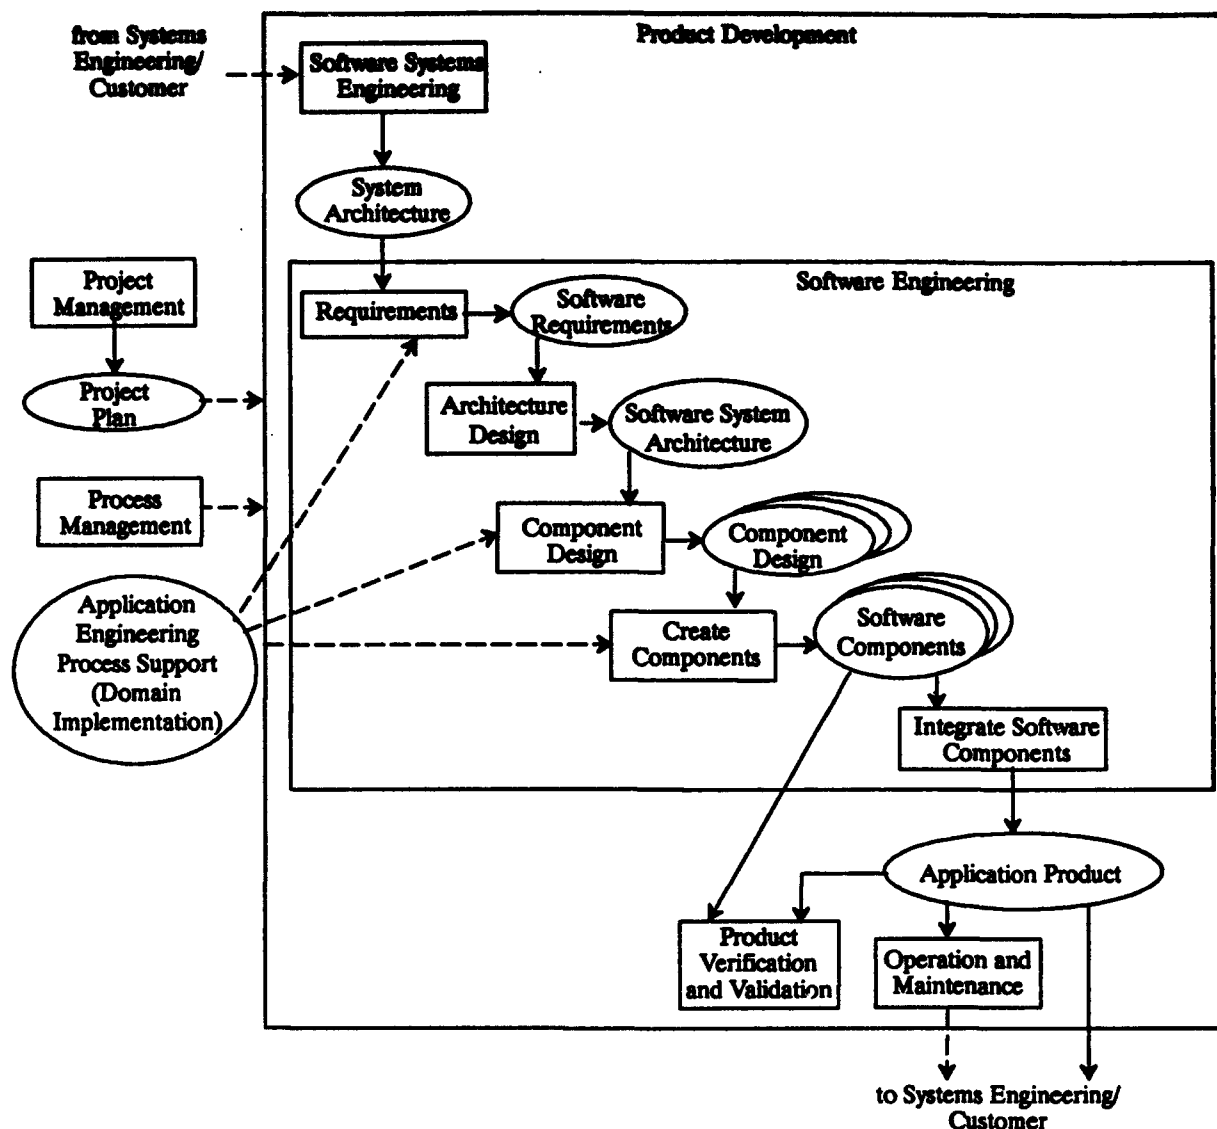 from Systems
Engineering/
Customer
Product Development
Software Systems
Engineering
System
Architecture
Project
Management
Project
Plan
Process
Management
Application
Engineering
Process Support
(Domain
Implementation)
Software Engineering
Requirements
Software
Requirements
Architecture
Design
Software System
Architecture
Component
Design
Component
Design
Create
Components
Software
Components
Integrate Software
Components
Application Product
Product
Verification
and Validation
Operation and
Maintenance
to Systems Engineering/
Customer